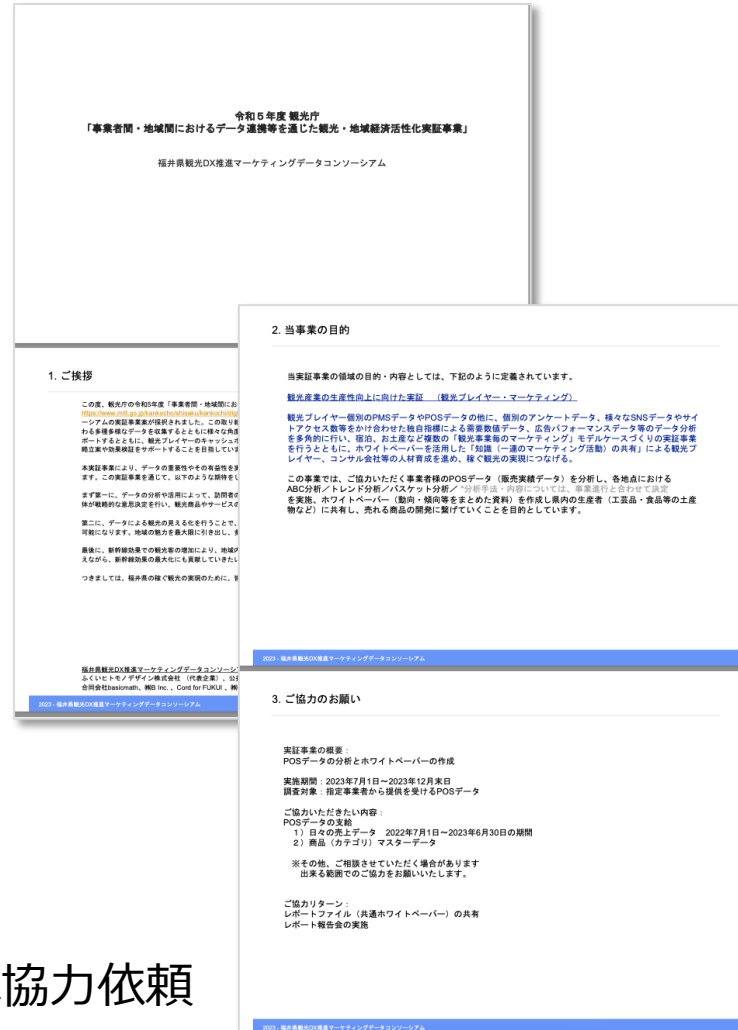 令和５年度 観光庁
「事業者間・地域間におけるデータ連携等を通じた観光・地域経済活性化実証事業」
福井県観光DX推進マーケティングデータコンソーシアム
1. ご挨拶
この度、観光庁の令和5年度「事業者間・地域間にお
ーシアムの実証事業案が採択されました。この取り
わる多種多様なデータを収集するとともに様々な角度
ポートするとともに、観光プレイヤーのキャッシュポ
略立案や効果検証をサポートすることを目指してい
本実証事業により、データの重要性やその有益性を
ます。この実証事業を通じて、以下のような期待を
まず第一に、データの分析や活用によって、訪問者の
体が戦略的な意思決定を行い、観光商品やサービスの
第二に、データによる観光の見える化を行うことで、
可能になります。地域の魅力を最大限に引き出し、
最後に、新幹線効果での観光客の増加により、地域
えながら、新幹線効果の最大化にも貢献していきたい
つきましては、福井県の稼ぐ観光の実現のために、
福井県観光DX推進マーケティングデータコンソーシ
ふくいヒトモノデザイン株式会社 （代表企業）、公
合同会社basicmath、㈱B Inc. 、Cord for FUKUI 、㈱
2023 - 福井県観光DX推進マーケティングデータコンソーシアム
2. 当事業の目的
当実証事業の領域の目的・内容としては、下記のように定義されています。
観光産業の生産性向上に向けた実証　（観光プレイヤー・マーケティング）
観光プレイヤー個別のPMSデータやPOSデータの他に、個別のアンケートデータ、様々なSNSデータやサイ
トアクセス数等をかけ合わせた独自指標による需要数値データ、広告パフォーマンスデータ等のデータ分析
を多角的に行い、宿泊、お土産など複数の「観光事業毎のマーケティング」モデルケースづくりの実証事業
を行うとともに、ホワイトペーパーを活用した「知識（一連のマーケティング活動）の共有」による観光プ
レイヤー、コンサル会社等の人材育成を進め、稼ぐ観光の実現につなげる。
この事業では、ご協力いただく事業者様のPOSデータ（販売実績データ）を分析し、各地点における
ABC分析／トレンド分析／バスケット分析／ *分析手法・内容については、事業進行と合わせて決定
を実施、ホワイトペーパー（動向・傾向等をまとめた資料）を作成し県内の生産者（工芸品・食品等の土産
物など）に共有し、売れる商品の開発に繋げていくことを目的としています。
2023 - 福井県観光DX推進マーケティングデータコンソーシアム
3. ご協力のお願い
実証事業の概要：
POSデータの分析とホワイトペーパーの作成
実施期間：2023年7月1日〜2023年12月末日
調査対象：指定事業者から提供を受けるPOSデータ
ご協力いただきたい内容：
POSデータの支給
１）日々の売上データ　2022年7月1日〜2023年6月30日の期間
２）商品（カテゴリ）マスターデータ
※その他、ご相談させていただく場合があります
出来る範囲でのご協力をお願いいたします。
ご協力リターン：
レポートファイル（共通ホワイトペーパー）の共有
レポート報告会の実施
2023 - 福井県観光DX推進マーケティングデータコンソーシアム
協力依頼